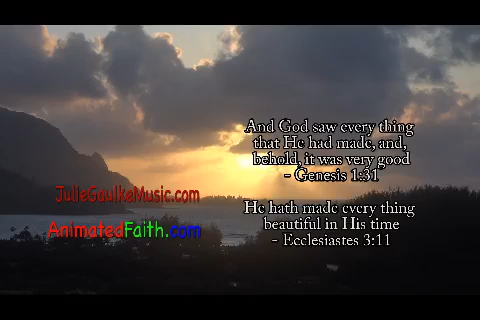 And God saw every thing
that He had made, and,
behold, it was very good
- Genesis 1:31
He hath made every thing
beautiful in His time
- Ecclesiastes 3:11
JulieGaulkeMusic.com
AnimatedFaith.com